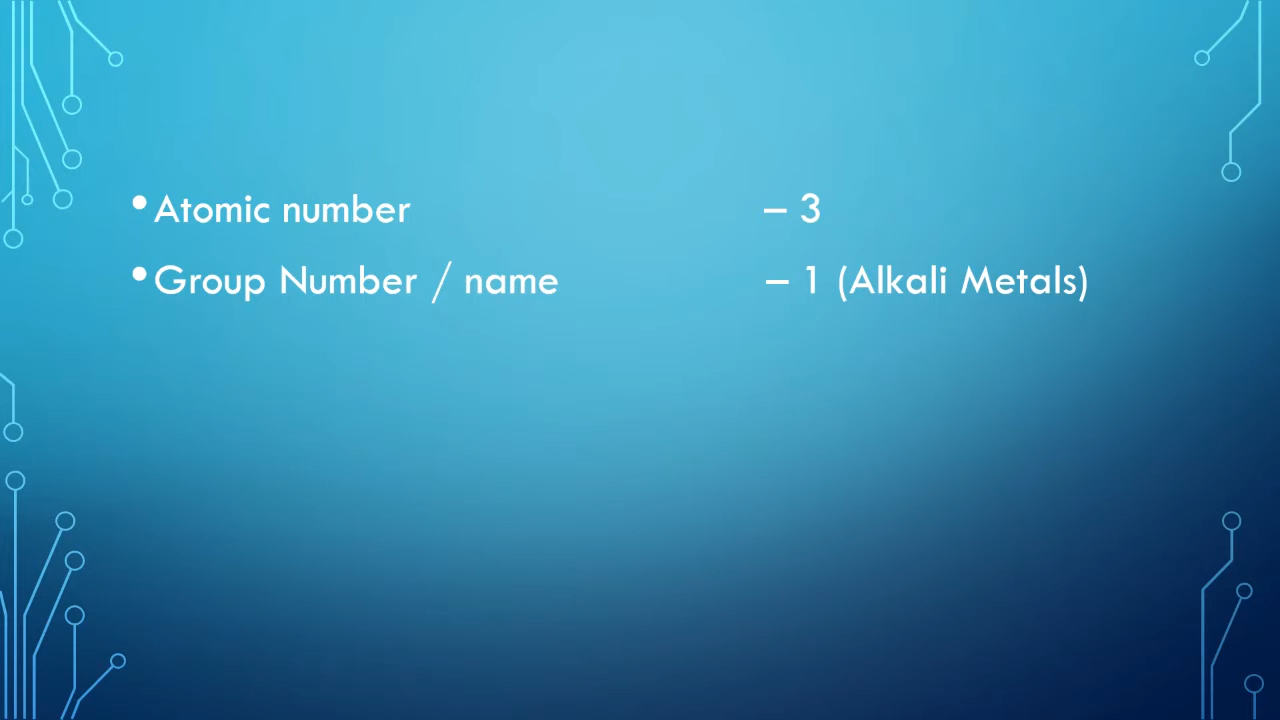 •Atomic number – 3
•Group Number / name – 1 (Alkali Metals)